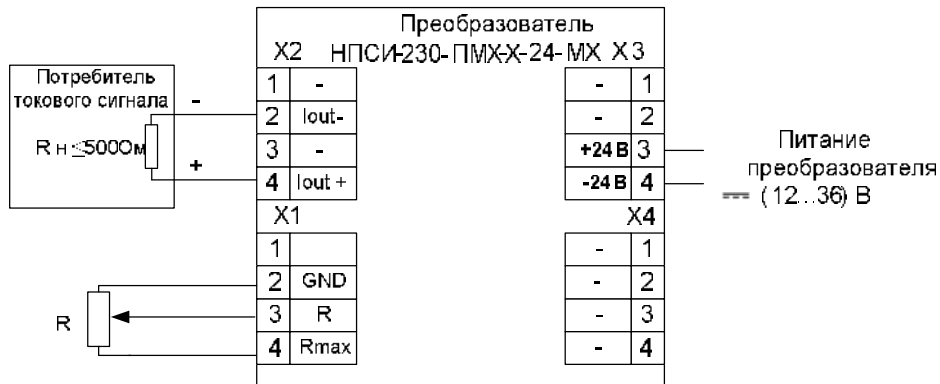 Преобразователь
X2 НПСИ-230-ПМХ-Х-24-МХ X3
Потребитель
токового сигнала
R н ≤500Ом
-
+
1 -
2 Iout-
3 -
4 Iout +
- 1
- 2
+24 В 3
-24 В 4
Питание
преобразователя
(12...36) В
X1
1
2 GND
3 R
4 Rmax
R
X4
- 1
- 2
- 3
- 4